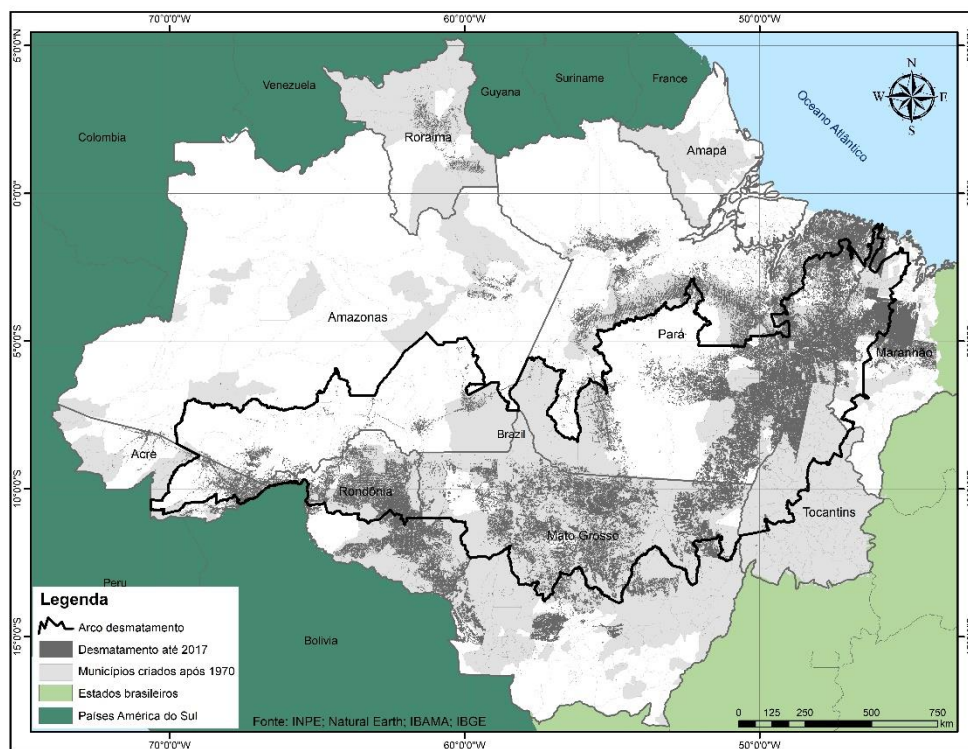 70°0'0"W 60°0'0"W 50°0'0"W
5°0'0"N
Venezuela
Guyana
Suriname
France
Colombia
N
W E
S
Oceano Atlântico
Roraima
Amapá
0°0'0"
Amazonas
Pará
Maranhão
5°0'0"S
Brazil
Acre
Rondônia
10°0'0"S
Mato Grosso
Tocantins
Peru
Bolivia
15°0'0"S
Legenda
Arco desmatamento
Desmatamento até 2017
Municípios criados após 1970
Estados brasileiros
Países América do Sul
Fonte: INPE; Natural Earth; IBAMA; IBGE
0 125 250 500 750
km
70°0'0"W 60°0'0"W 50°0'0"W